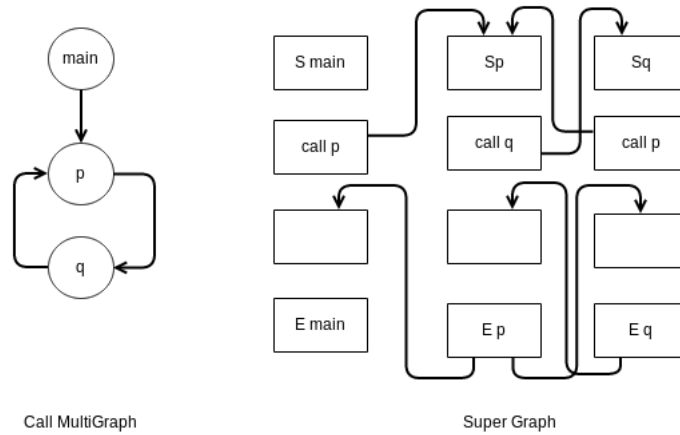 main
p
q
Call MultiGraph
S main
Sp
Sq
call p
call q
call p
E main
E p
E q
Super Graph